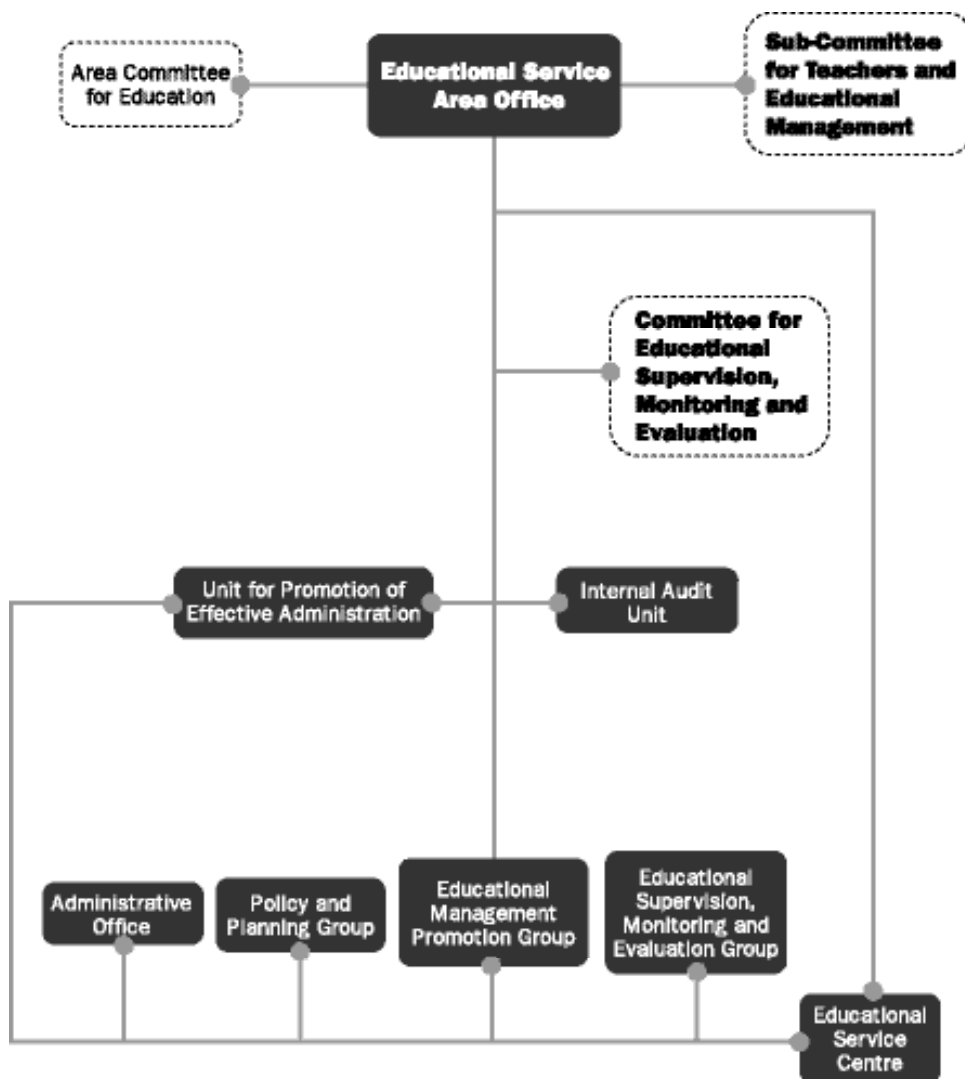 Area Committee
for Education
Educational Service
Area Office
Sub-Committee
for Teachers and
Educational
Management
Committee for
Educational
Supervision,
Monitoring and
Evaluation
Unit for Promotion of
Effective Administration
Internal Audit
Unit
Administrative
Office
Policy and
Planning Group
Educational
Management
Promotion Group
Educational
Supervision,
Monitoring and
Evaluation Group
Educational
Service
Centre